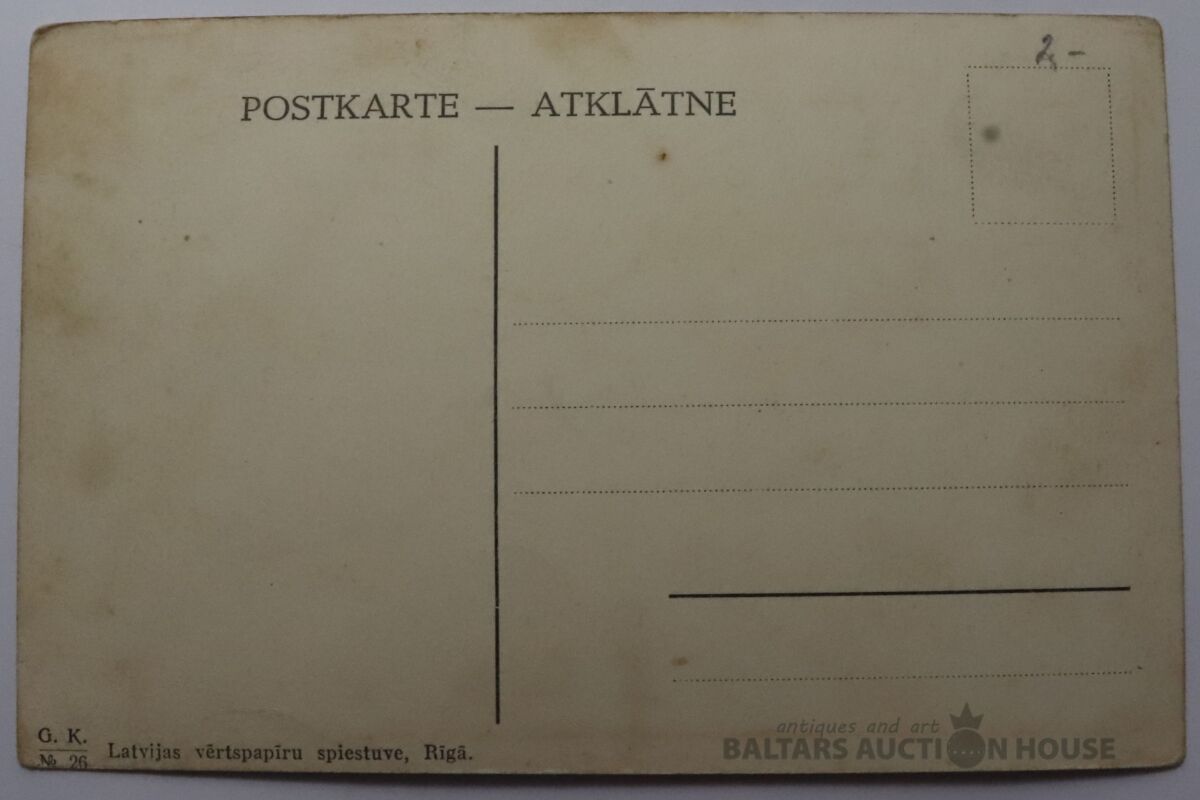 2,-
POSTKARTE — ATKLĀTNE
G. Ķ.
№ 26
Latvijas vērtspapīru spiestuve, Rīgā.
antiques and art
BALTARS AUCTION HOUSE